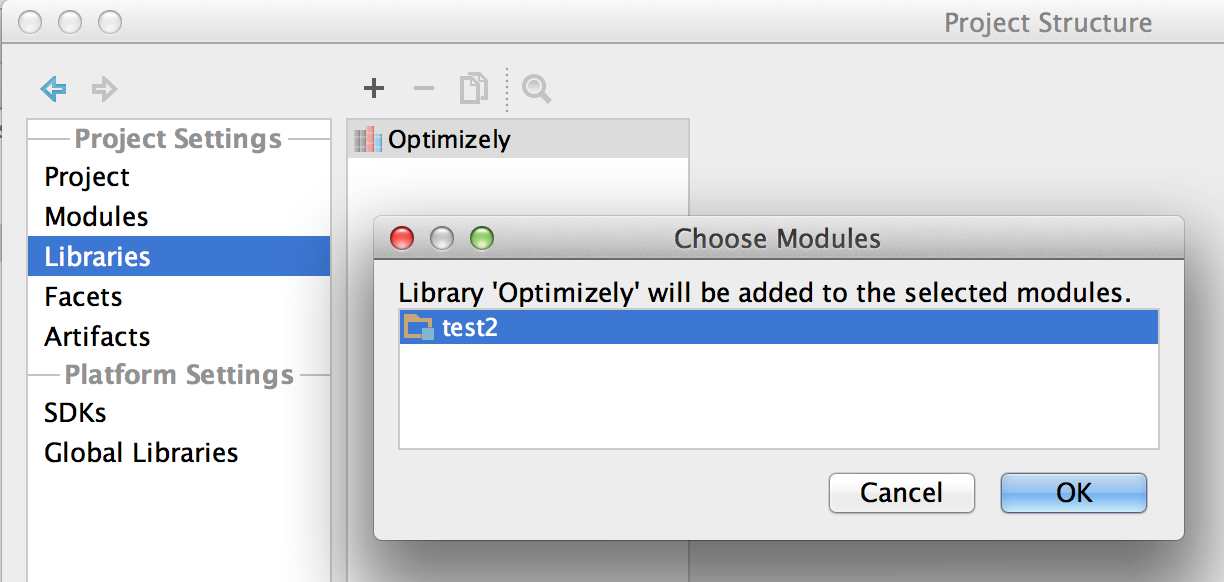 Project Structure
Project Settings
Project
Modules
Libraries
Facets
Artifacts
Platform Settings
SDKs
Global Libraries
Optimizely
Choose Modules
Library 'Optimizely' will be added to the selected modules.
test2
Cancel
OK